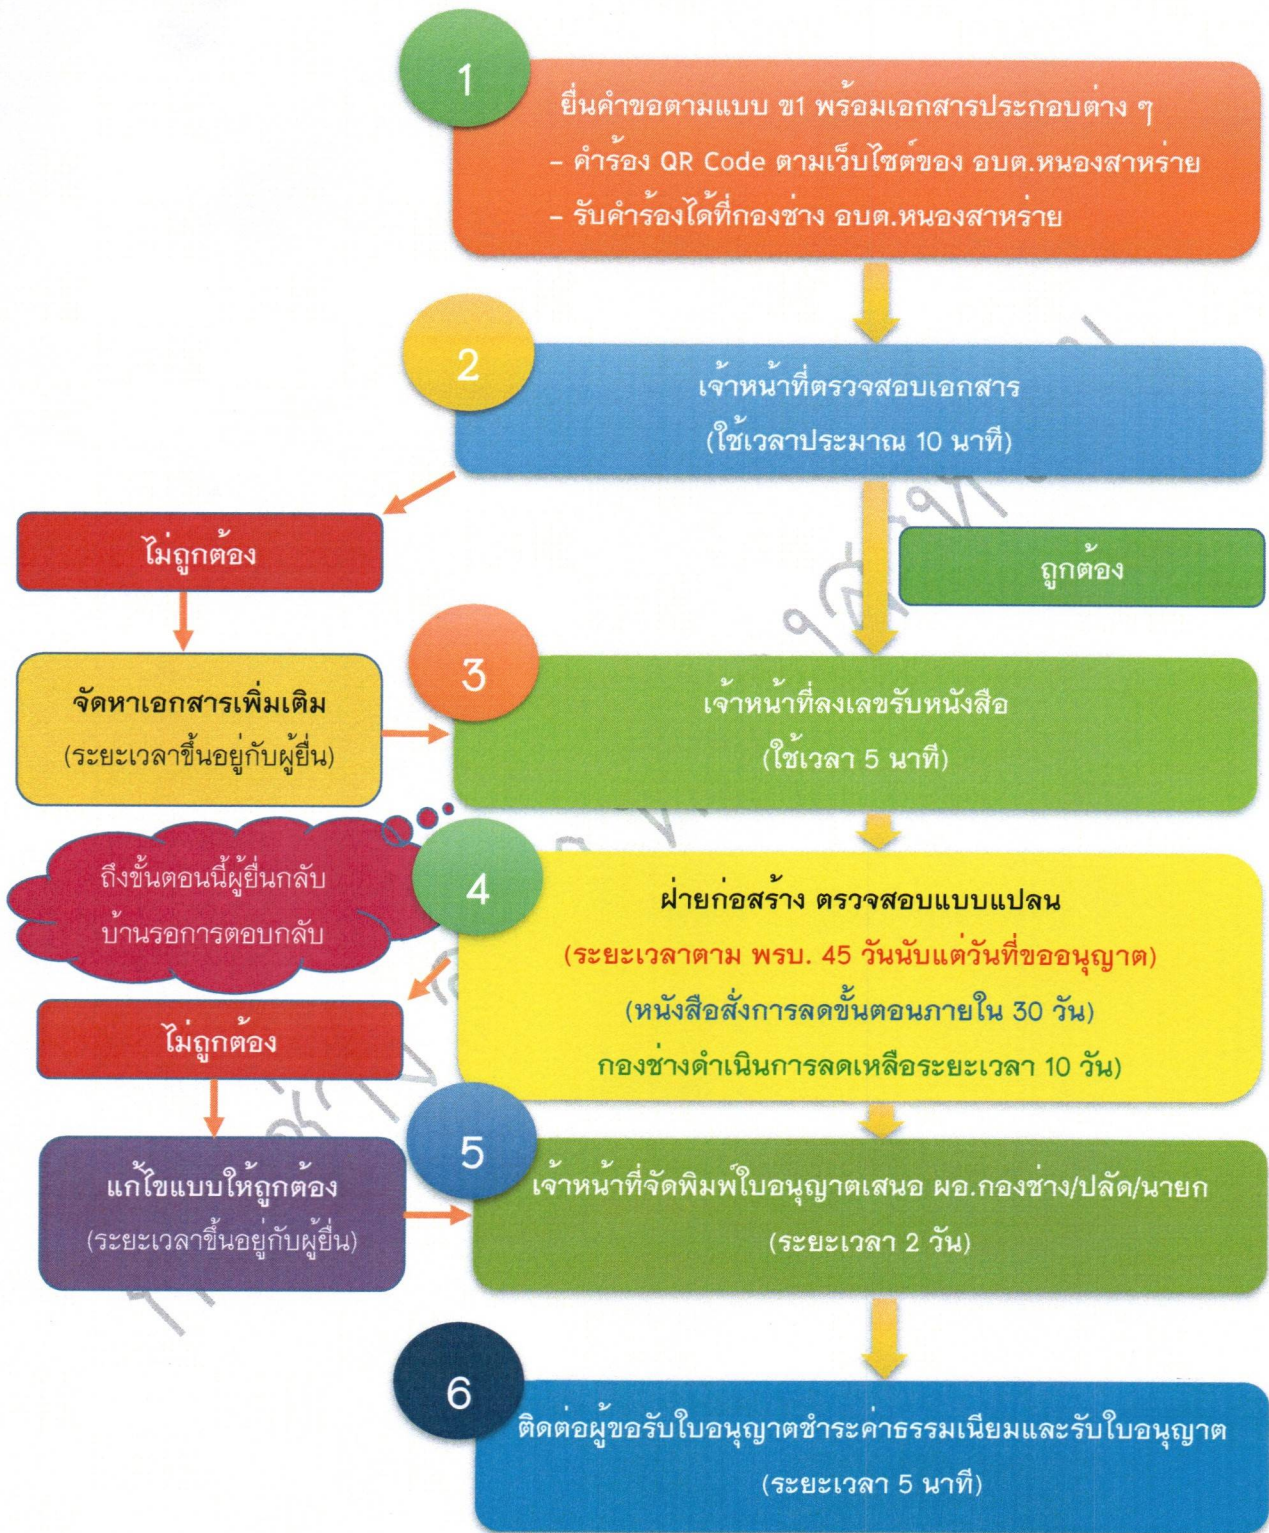 1
ยื่นคำขอตามแบบ ข1 พร้อมเอกสารประกอบต่าง ๆ
– คำร้อง QR Code ตามเว็บไซต์ของ อบต.หนองสาหร่าย
– รับคำร้องได้ที่กองช่าง อบต.หนองสาหร่าย
2
เจ้าหน้าที่ตรวจสอบเอกสาร
(ใช้เวลาประมาณ 10 นาที)
ไม่ถูกต้อง
ถูกต้อง
จัดหาเอกสารเพิ่มเติม
(ระยะเวลาขึ้นอยู่กับผู้ยื่น)
3
เจ้าหน้าที่ลงเลขรับหนังสือ
(ใช้เวลา 5 นาที)
ถึงขั้นตอนนี้ผู้ยื่นกลับ
บ้านรอการตอบกลับ
4
ฝ่ายก่อสร้าง ตรวจสอบแบบแปลน
(ระยะเวลาตาม พรบ. 45 วันนับแต่วันที่ขออนุญาต)
(หนังสือสั่งการลดขั้นตอนภายใน 30 วัน)
กองช่างดำเนินการลดเหลือระยะเวลา 10 วัน)
ไม่ถูกต้อง
แก้ไขแบบให้ถูกต้อง
(ระยะเวลาขึ้นอยู่กับผู้ยื่น)
5
เจ้าหน้าที่จัดพิมพ์ใบอนุญาตเสนอ ผอ.กองช่าง/ปลัด/นายก
(ระยะเวลา 2 วัน)
6
ติดต่อผู้ขอรับใบอนุญาตชำระค่าธรรมเนียมและรับใบอนุญาต
(ระยะเวลา 5 นาที)